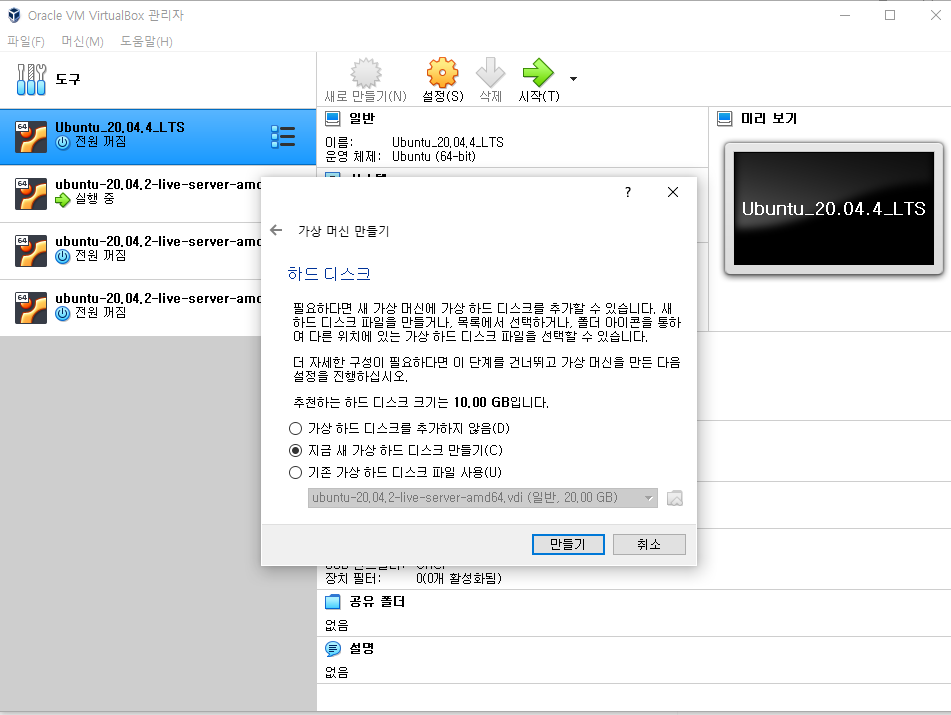 Oracle VM VirtualBox 관리자
파일(F) 머신(M) 도움말(H)
도구
새로 만들기(N) 설정(S) 삭제 시작(T)
64
Ubuntu_20.04.4_LTS
전원 꺼짐
64
ubuntu-20.04.2-live-server-amd
실행 중
64
ubuntu-20.04.2-live-server-amd
전원 꺼짐
64
ubuntu-20.04.2-live-server-amd
전원 꺼짐
일반
이름: Ubuntu_20.04.4_LTS
운영 체제: Ubuntu (64-bit)
미리 보기
Ubuntu_20.04.4_LTS
?
가상 머신 만들기
하드 디스크
필요하다면 새 가상 머신에 가상 하드 디스크를 추가할 수 있습니다. 새
하드 디스크 파일을 만들거나, 목록에서 선택하거나, 폴더 아이콘을 통하
여 다른 위치에 있는 가상 하드 디스크 파일을 선택할 수 있습니다.
더 자세한 구성이 필요하다면 이 단계를 건너뛰고 가상 머신을 만든 다음
설정을 진행하십시오.
추천하는 하드 디스크 크기는 10.00 GB입니다.
가상 하드 디스크를 추가하지 않음(D)
지금 새 가상 하드 디스크 만들기(C)
기존 가상 하드 디스크 파일 사용(U)
ubuntu-20.04.2-live-server-amd64.vdi (일반, 20.00 GB)
만들기 취소
장치 필터: 0(0개 활성화됨)
공유 폴더
없음
설명
없음